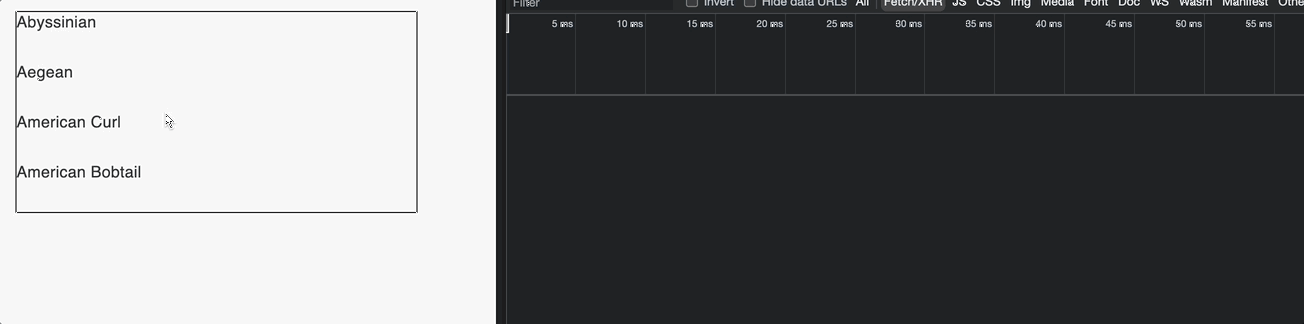 Filter Invert Hide data URLs All Fetch/XHR JS CSS Img Media Font Doc WS Wasm Manifest Othe
5 ms 10 ms 15 ms 20 ms 25 ms 30 ms 35 ms 40 ms 45 ms 50 ms 55 ms
Abyssinian
Aegean
American Curl
American Bobtail